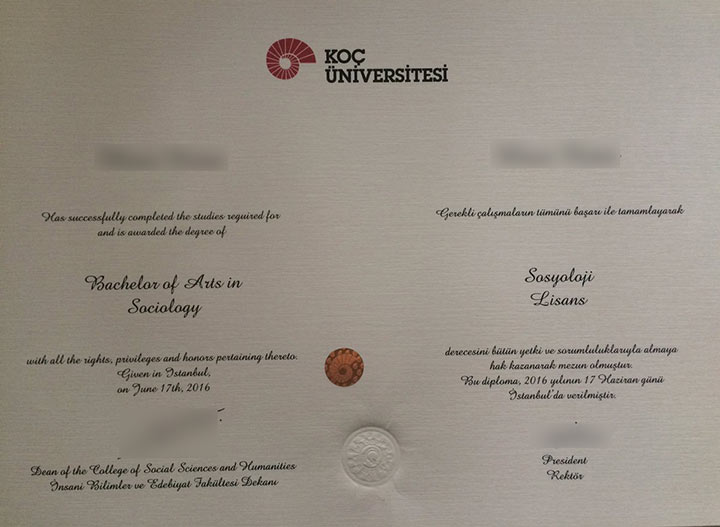 KOÇ
ÜNİVERSİTESİ
Has successfully completed the studies required for
and is awarded the degree of
Bachelor of Arts in
Sociology
with all the rights, privileges and honors pertaining thereto.
Given in İstanbul,
on June 17th, 2016
Dean of the College of Social Sciences and Humanities
İnsani Bilimler ve Edebiyat Fakültesi Dekanı
Gerekli çalışmaların tümünü başarı ile tamamlayarak
Sosyoloji
Lisans
derecesini bütün yetki ve sorumluluklarıyla almaya
hak kazanarak mezun olmuştur.
Bu diploma, 2016 yılının 17 Haziran günü
İstanbul'da verilmiştir.
President
Rektör